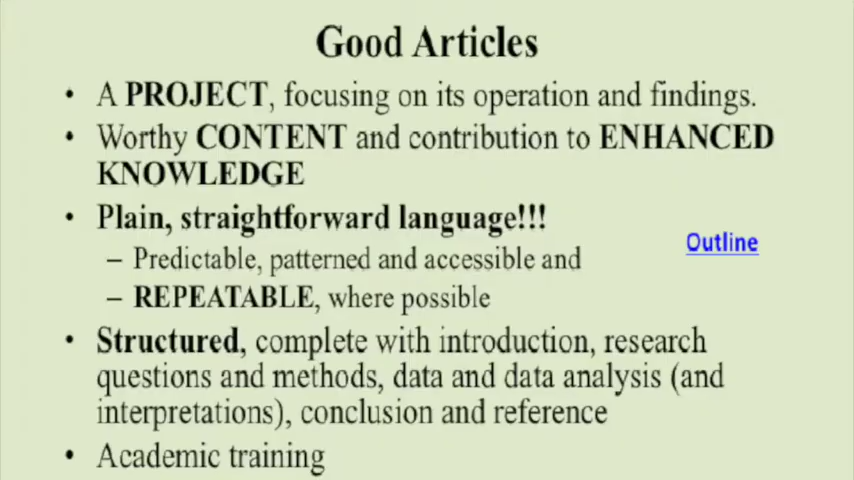 Good Articles
• A PROJECT, focusing on its operation and findings.
• Worthy CONTENT and contribution to ENHANCED
KNOWLEDGE
• Plain, straightforward language!!!
– Predictable, patterned and accessible and
– REPEATABLE, where possible
Outline
• Structured, complete with introduction, research
questions and methods, data and data analysis (and
interpretations), conclusion and reference
• Academic training